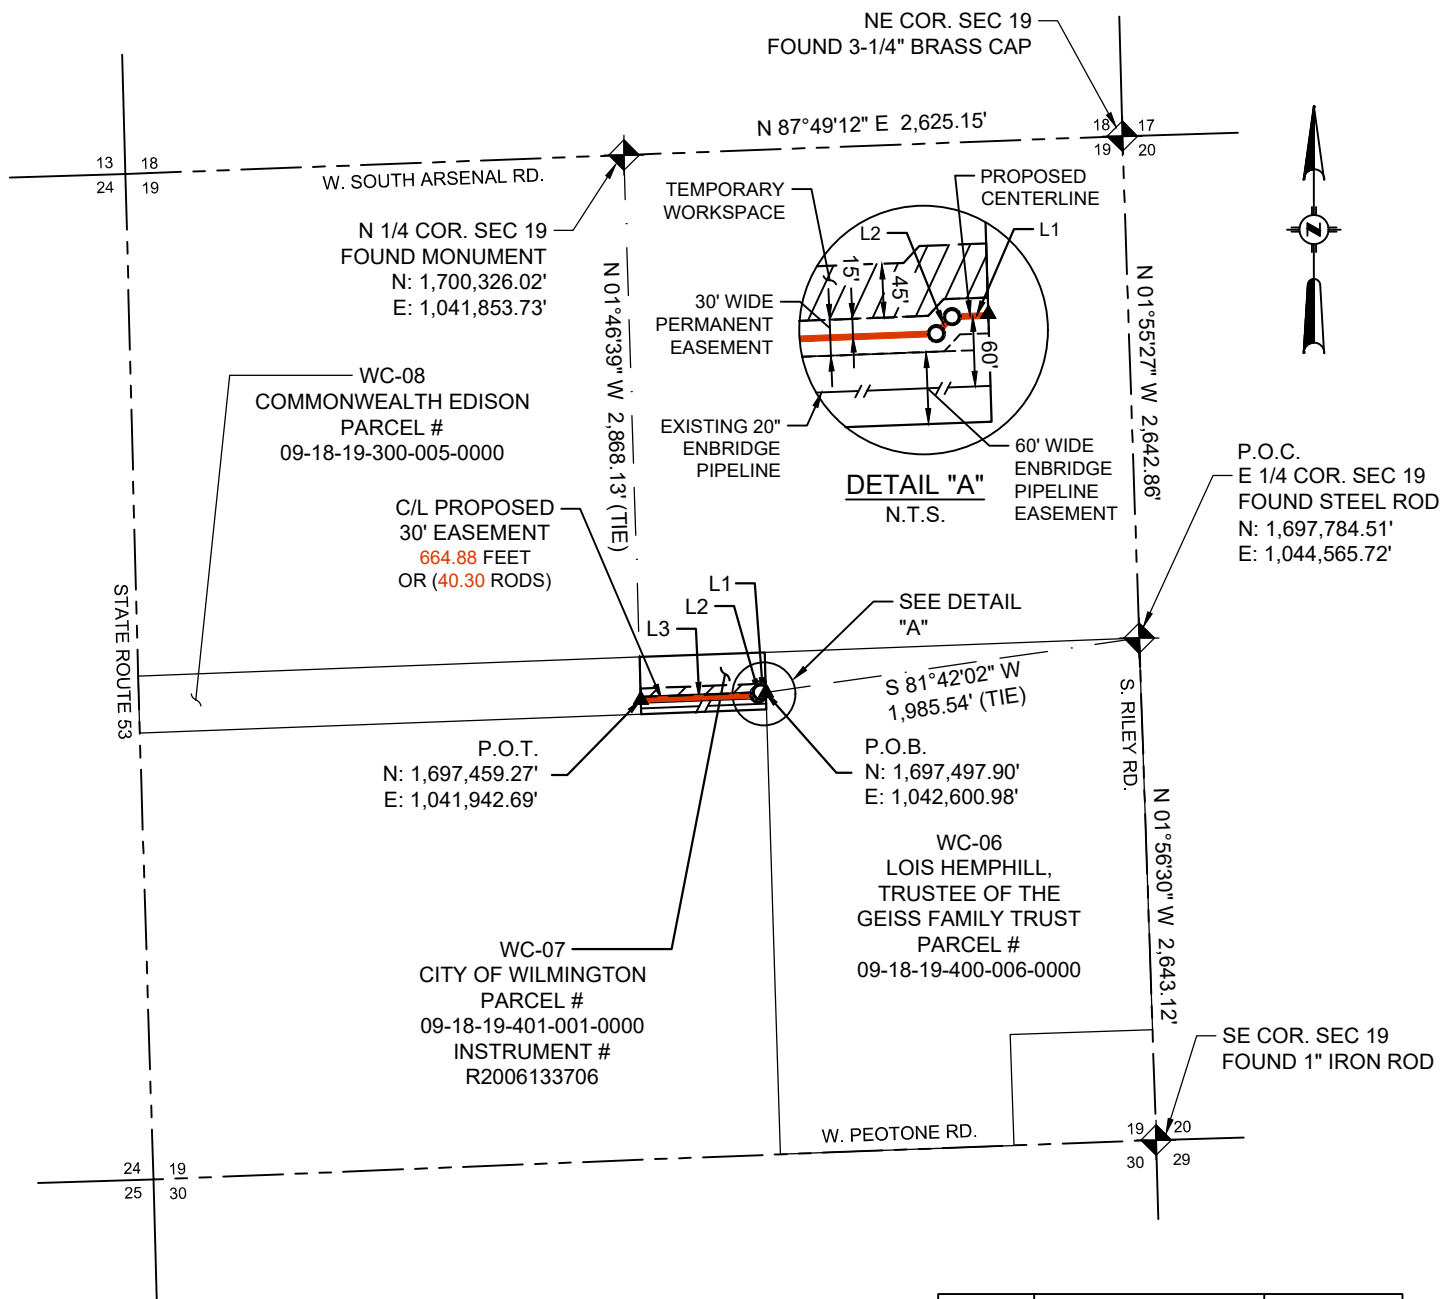 NE COR. SEC 19
FOUND 3-1/4" BRASS CAP
N 87°49'12" E 2,625.15'
18 17
19 20
13 18
24 19
W. SOUTH ARSENAL RD.
N 1/4 COR. SEC 19
FOUND MONUMENT
N: 1,700,326.02'
E: 1,041,853.73'
N 01°46'39" W 2,868.13' (TIE)
TEMPORARY
WORKSPACE
PROPOSED
CENTERLINE
L2
L1
15'
45'
60'
30' WIDE
PERMANENT
EASEMENT
EXISTING 20"
ENBRIDGE
PIPELINE
60' WIDE
ENBRIDGE
PIPELINE
EASEMENT
DETAIL "A"
N.T.S.
N
N 01°55'27" W 2,642.86'
WC-08
COMMONWEALTH EDISON
PARCEL #
09-18-19-300-005-0000
P.O.C.
E 1/4 COR. SEC 19
FOUND STEEL ROD
N: 1,697,784.51'
E: 1,044,565.72'
C/L PROPOSED
30' EASEMENT
664.88 FEET
OR (40.30 RODS)
L1
L2
L3
SEE DETAIL
"A"
STATE ROUTE 53
S 81°42'02" W
1,985.54' (TIE)
S. RILEY RD.
P.O.T.
N: 1,697,459.27'
E: 1,041,942.69'
P.O.B.
N: 1,697,497.90'
E: 1,042,600.98'
N 01°56'30" W 2,643.12'
WC-06
LOIS HEMPHILL,
TRUSTEE OF THE
GEISS FAMILY TRUST
PARCEL #
09-18-19-400-006-0000
WC-07
CITY OF WILMINGTON
PARCEL #
09-18-19-401-001-0000
INSTRUMENT #
R2006133706
SE COR. SEC 19
FOUND 1" IRON ROD
W. PEOTONE RD.
19 20
30 29
24 19
25 30